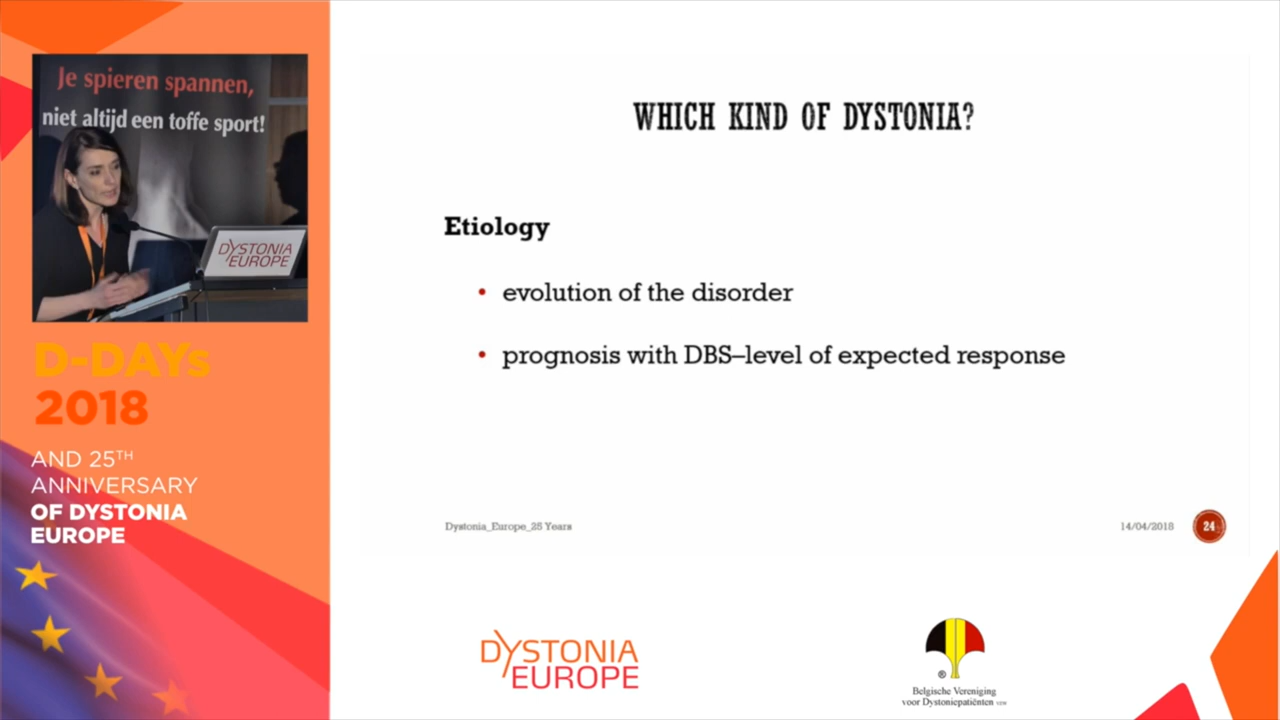 Je spieren spannen,
niet altijd een toffe sport!
DYSTONIA
EUROPE
D-DAYs
2018
AND 25TH
ANNIVERSARY
OF DYSTONIA
EUROPE
WHICH KIND OF DYSTONIA?
Etiology
• evolution of the disorder
• prognosis with DBS–level of expected response
Dystonia_Europe_25 Years
14/04/2018
24
DYSTONIA
EUROPE
®
Belgische Vereniging
voor Dystoniepatiënten vzw